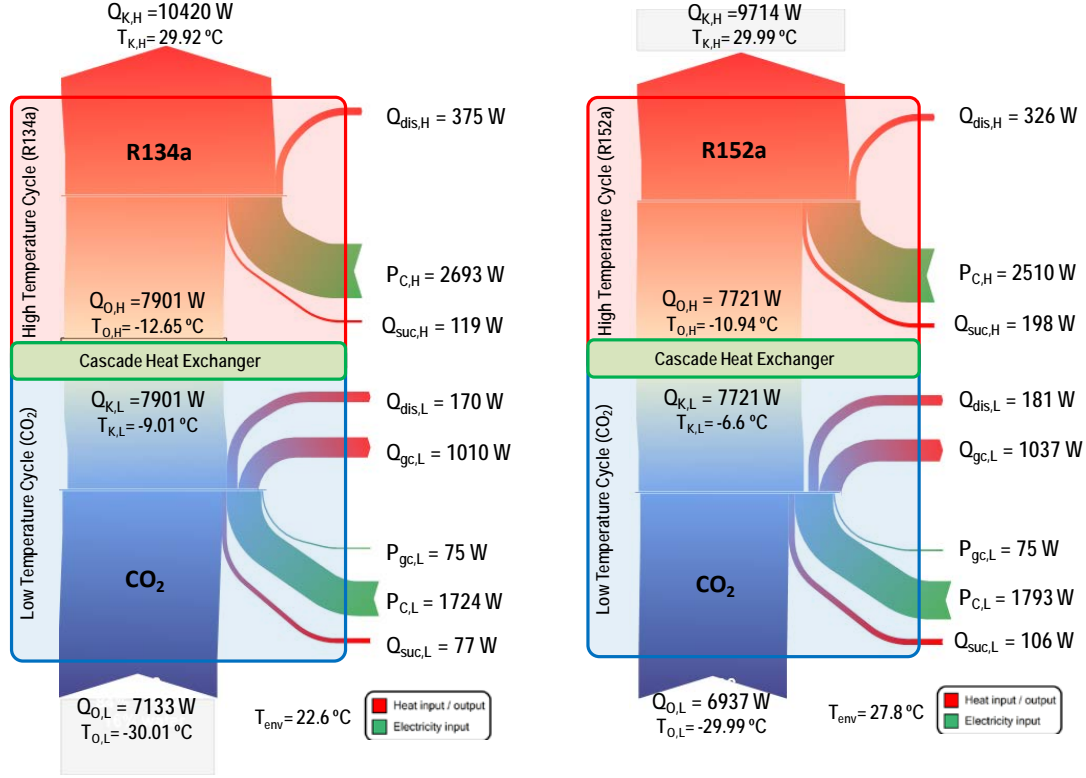 Q_K,H = 10420 W
T_K,H = 29.92 ºC
High Temperature Cycle (R134a)
R134a
Q_dis,H = 375 W
P_C,H = 2693 W
Q_O,H =7901 W
T_O,H= -12.65 ºC
Q_suc,H = 119 W
Cascade Heat Exchanger
Low Temperature Cycle (CO₂)
Q_K,L = 7901 W
T_K,L= -9.01 ºC
Q_dis,L = 170 W
Q_gc,L = 1010 W
P_gc,L = 75 W
CO₂
P_C,L = 1724 W
Q_suc,L = 77 W
Q_O,L = 7133 W
T_O,L= -30.01 ºC
T_env = 22.6 ºC
Heat input / output
Electricity input
Q_K,H = 9714 W
T_K,H= 29.99 ºC
High Temperature Cycle (R152a)
R152a
Q_dis,H = 326 W
P_C,H = 2510 W
Q_O,H = 7721 W
T_O,H= -10.94 ºC
Q_suc,H = 198 W
Cascade Heat Exchanger
Low Temperature Cycle (CO₂)
Q_K,L = 7721 W
T_K,L= -6.6 ºC
Q_dis,L = 181 W
Q_gc,L = 1037 W
P_gc,L = 75 W
CO₂
P_C,L = 1793 W
Q_suc,L = 106 W
Q_O,L = 6937 W
T_O,L= -29.99 ºC
T_env = 27.8 ºC
Heat input / output
Electricity input